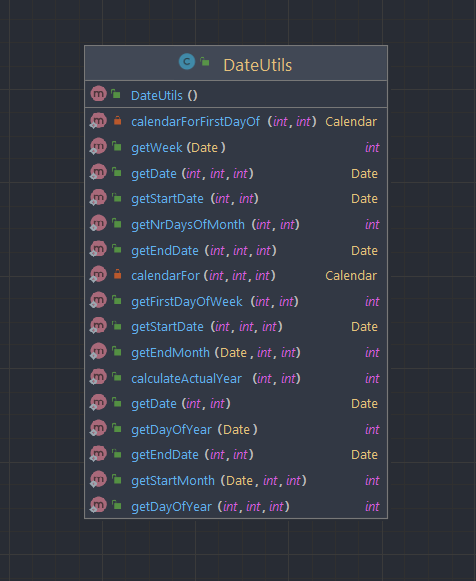 DateUtils
DateUtils ()
calendarForFirstDayOf (int, int) Calendar
getWeek (Date) int
getDate (int, int, int) Date
getStartDate (int, int) Date
getNrDaysOfMonth (int, int) int
getEndDate (int, int, int) Date
calendarFor (int, int, int) Calendar
getFirstDayOfWeek (int, int) int
getStartDate (int, int, int) Date
getEndMonth (Date, int, int) int
calculateActualYear (int, int) int
getDate (int, int) Date
getDayOfYear (Date) int
getEndDate (int, int) Date
getStartMonth (Date, int, int) int
getDayOfYear (int, int, int) int